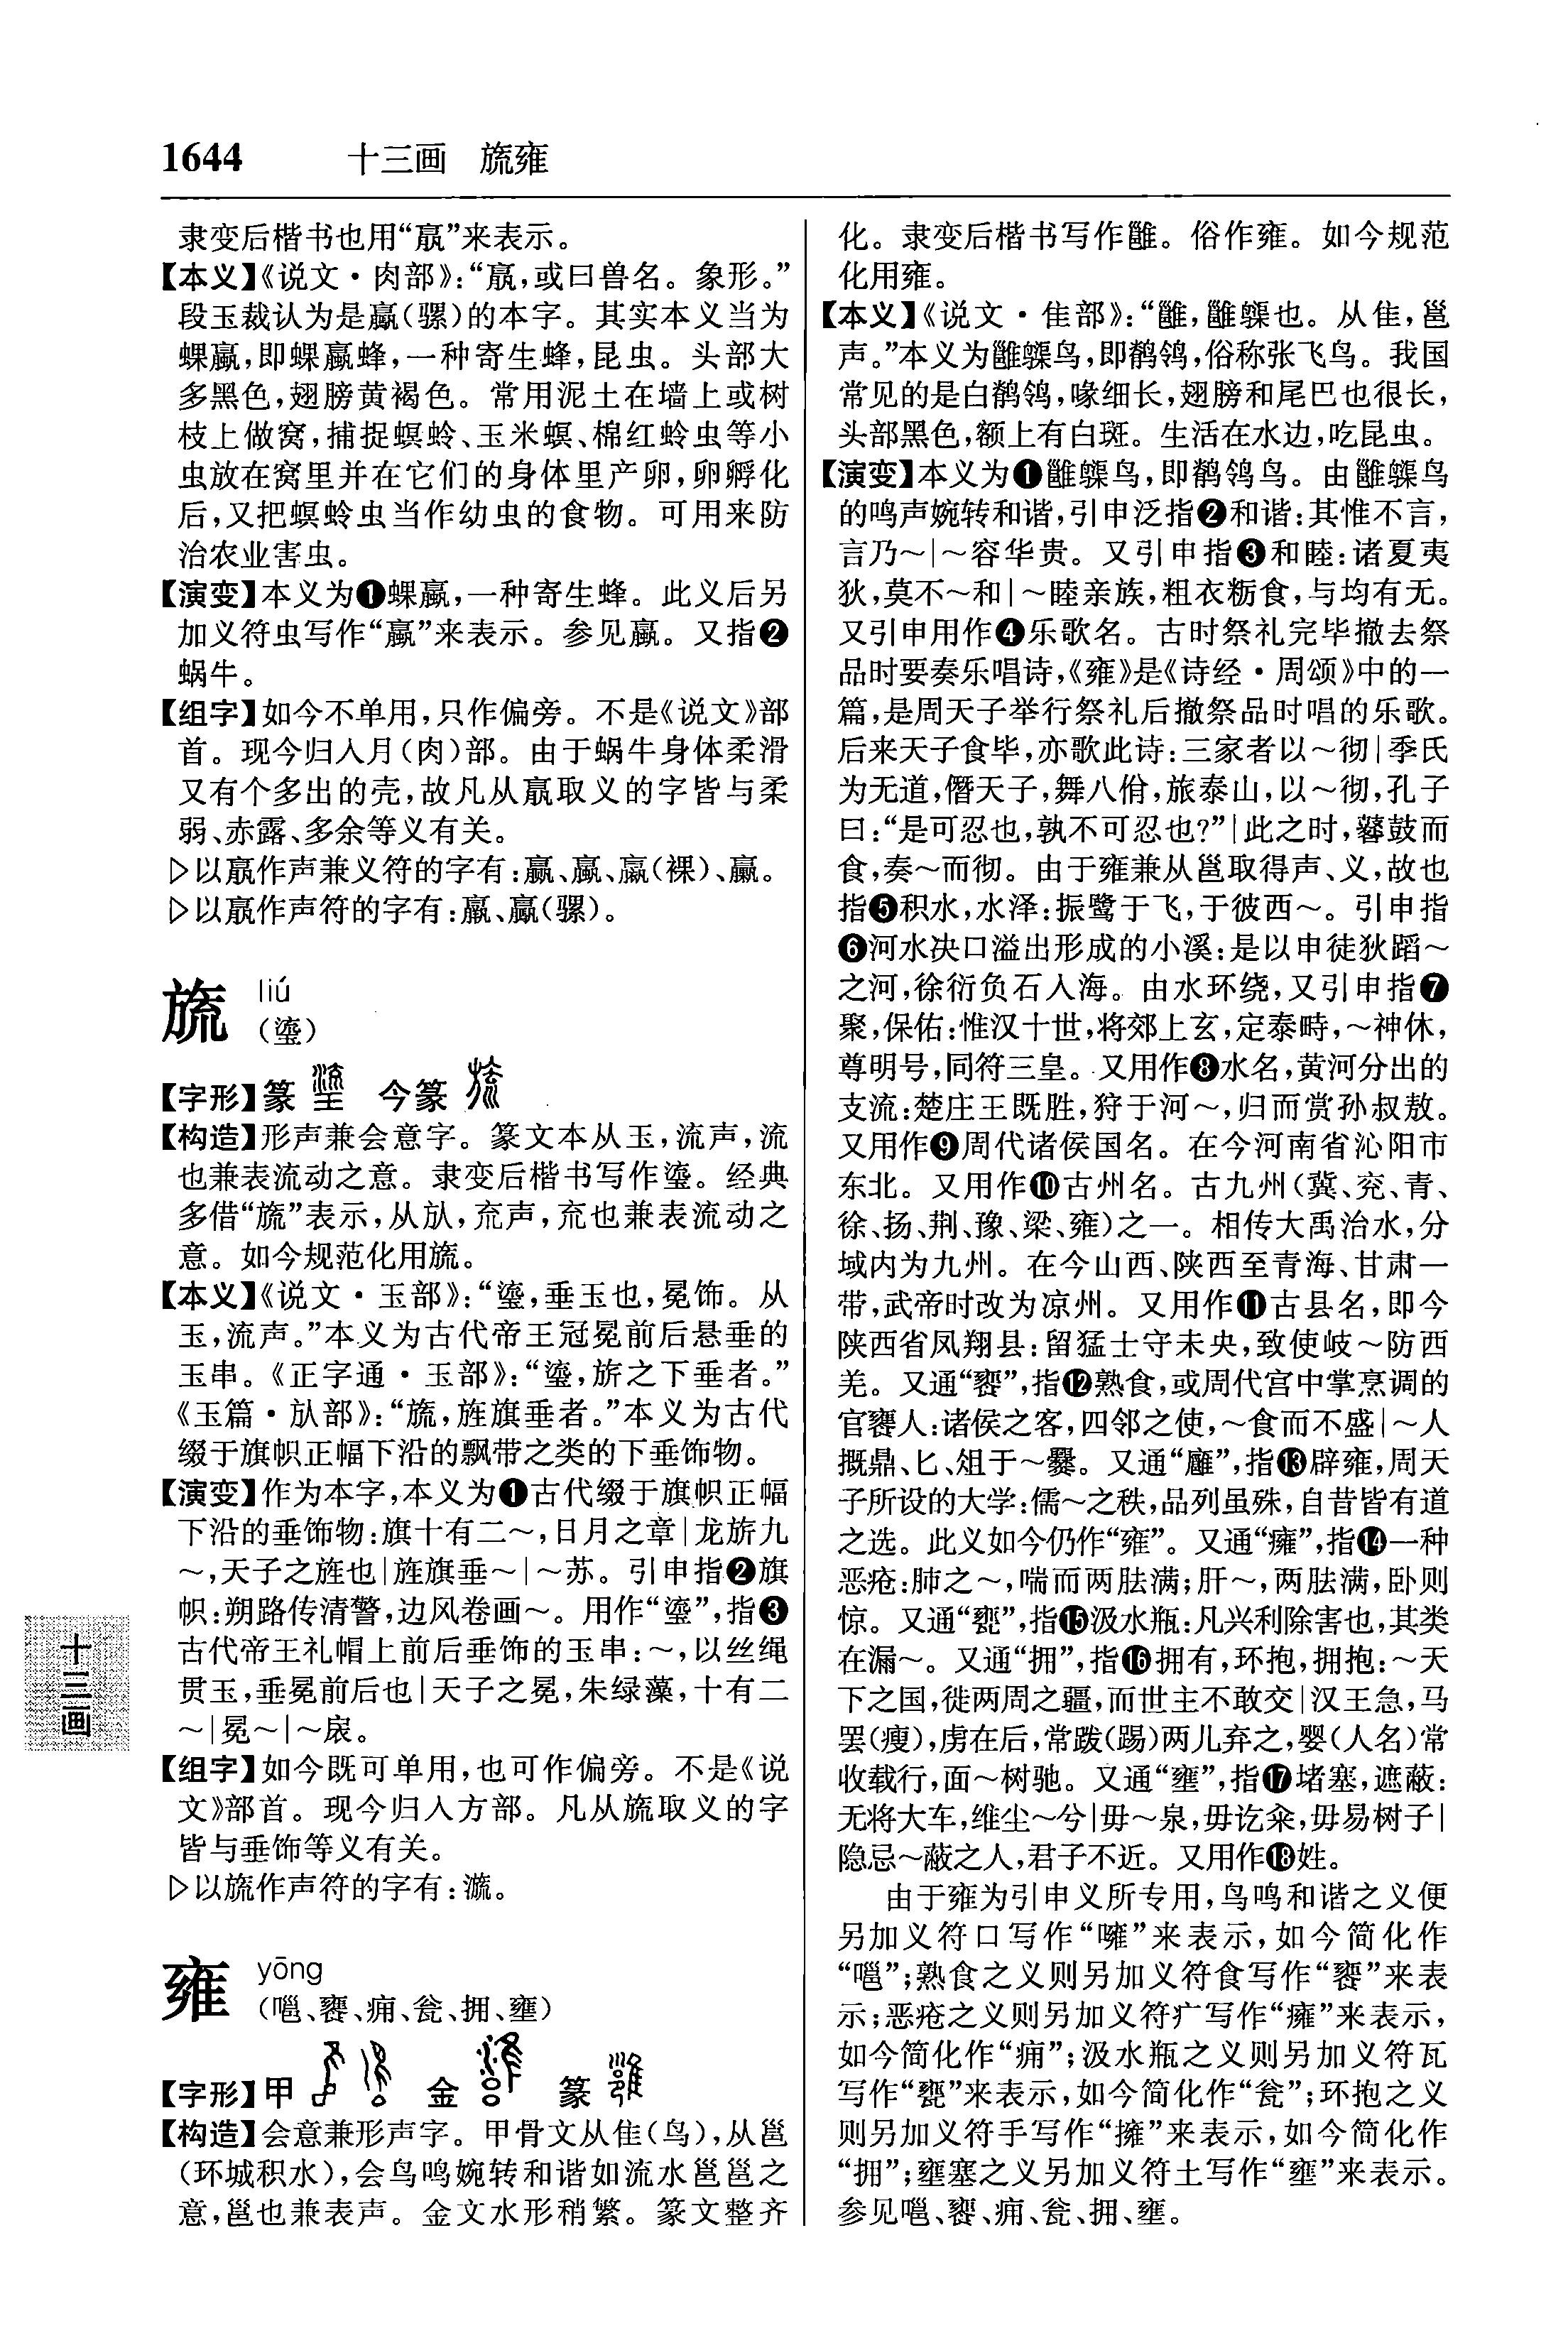 1644 十三画 旒雍
隶变后楷书也用“𣎆”来表示。
【本义】《说文·肉部》:“𣎆,或曰兽名。象形。”
段玉裁认为是驘(骡)的本字。其实本义当为
蜾蠃,即蜾蠃蜂,一种寄生蜂,昆虫。头部大
多黑色,翅膀黄褐色。常用泥土在墙上或树
枝上做窝,捕捉螟蛉、玉米螟、棉红铃虫等小
虫放在窝里并在它们的身体里产卵,卵孵化
后,又把螟蛉虫当作幼虫的食物。可用来防
治农业害虫。
【演变】本义为❶蜾蠃,一种寄生蜂。此义后另
加义符虫写作“蠃”来表示。参见蠃。又指❷
蜗牛。
【组字】如今不单用,只作偏旁。不是《说文》部
首。现今归入月(肉)部。由于蜗牛身体柔滑
又有个多出的壳,故凡从𣎆取义的字皆与柔
弱、赤露、多余等义有关。
▷以𣎆作声兼义符的字有:赢、蠃、臝(裸)、羸。
▷以𣎆作声符的字有:嬴、驘(骡)。
旒 liú
(瑬)
【字形】篆 今篆
【构造】形声兼会意字。篆文本从玉,流声,流
也兼表流动之意。隶变后楷书写作瑬。经典
多借“旒”表示,从㫃,㐬声,㐬也兼表流动之
意。如今规范化用旒。
【本义】《说文·玉部》:“瑬,垂玉也,冕饰。从
玉,流声。”本义为古代帝王冠冕前后悬垂的
玉串。《正字通·玉部》:“瑬,旂之下垂者。”
《玉篇·㫃部》:“旒,旌旗垂者。”本义为古代
缀于旗帜正幅下沿的飘带之类的下垂饰物。
【演变】作为本字,本义为❶古代缀于旗帜正幅
下沿的垂饰物:旗十有二～,日月之章|龙旂九
～,天子之旌也|旌旗垂～|～苏。引申指❷旗
帜:朔路传清警,边风卷画～。用作“瑬”,指❸
古代帝王礼帽上前后垂饰的玉串:～,以丝绳
贯玉,垂冕前后也|天子之冕,朱绿藻,十有二
～|冕～|～扆。
【组字】如今既可单用,也可作偏旁。不是《说
文》部首。现今归入方部。凡从旒取义的字
皆与垂饰等义有关。
▷以旒作声符的字有:㵧。
雍 yōng
(嗈、饔、痈、瓮、拥、壅)
【字形】甲 金 篆
【构造】会意兼形声字。甲骨文从隹(鸟),从邕
(环城积水),会鸟鸣婉转和谐如流水邕邕之
意,邕也兼表声。金文水形稍繁。篆文整齐
化。隶变后楷书写作雝。俗作雍。如今规范
化用雍。
【本义】《说文·隹部》:“雝,雝䳿也。从隹,邕
声。”本义为雝䳿鸟,即鹡鸰,俗称张飞鸟。我国
常见的是白鹡鸰,喙细长,翅膀和尾巴也很长,
头部黑色,额上有白斑。生活在水边,吃昆虫。
【演变】本义为❶雝䳿鸟,即鹡鸰鸟。由雝䳿鸟
的鸣声婉转和谐,引申泛指❷和谐:其惟不言,
言乃～|～容华贵。又引申指❸和睦:诸夏夷
狄,莫不～和|～睦亲族,粗衣粝食,与均有无。
又引申用作❹乐歌名。古时祭礼完毕撤去祭
品时要奏乐唱诗,《雍》是《诗经·周颂》中的一
篇,是周天子举行祭礼后撤祭品时唱的乐歌。
后来天子食毕,亦歌此诗:三家者以～彻|季氏
为无道,僭天子,舞八佾,旅泰山,以～彻,孔子
曰:“是可忍也,孰不可忍也?”|此之时,鼛鼓而
食,奏～而彻。由于雍兼从邕取得声、义,故也
指❺积水,水泽:振鹭于飞,于彼西～。引申指
❻河水决口溢出形成的小溪:是以申徒狄蹈～
之河,徐衍负石入海。由水环绕,又引申指❼
聚,保佑:惟汉十世,将郊上玄,定泰畤,～神休,
尊明号,同符三皇。又用作❽水名,黄河分出的
支流:楚庄王既胜,狩于河～,归而赏孙叔敖。
又用作❾周代诸侯国名。在今河南省沁阳市
东北。又用作❿古州名。古九州(冀、兖、青、
徐、扬、荆、豫、梁、雍)之一。相传大禹治水,分
域内为九州。在今山西、陕西至青海、甘肃一
带,武帝时改为凉州。又用作⓫古县名,即今
陕西省凤翔县:留猛士守未央,致使岐～防西
羌。又通“饔”,指⓬熟食,或周代宫中掌烹调的
官饔人:诸侯之客,四邻之使,～食而不盛|～人
摡鼎、匕、俎于～爨。又通“廱”,指⓭辟雍,周天
子所设的大学:儒～之秩,品列虽殊,自昔皆有道
之选。此义如今仍作“雍”。又通“癰”,指⓮一种
恶疮:肺之～,喘而两胠满;肝～,两胠满,卧则
惊。又通“甕”,指⓯汲水瓶:凡兴利除害也,其类
在漏～。又通“拥”,指⓰拥有,环抱,拥抱:～天
下之国,徙两周之疆,而世主不敢交|汉王急,马
罢(瘦),虏在后,常跋(踢)两儿弃之,婴(人名)常
收载行,面～树驰。又通“壅”,指⓱堵塞,遮蔽:
无将大车,维尘～兮|毋～泉,毋讫籴,毋易树子|
隐忌～蔽之人,君子不近。又用作⓲姓。
由于雍为引申义所专用,鸟鸣和谐之义便
另加义符口写作“噰”来表示,如今简化作
“嗈”;熟食之义则另加义符食写作“饔”来表
示;恶疮之义则另加义符疒写作“癰”来表示,
如今简化作“痈”;汲水瓶之义则另加义符瓦
写作“甕”来表示,如今简化作“瓮”;环抱之义
则另加义符手写作“擁”来表示,如今简化作
“拥”;壅塞之义另加义符土写作“壅”来表示。
参见嗈、饔、痈、瓮、拥、壅。
十三画